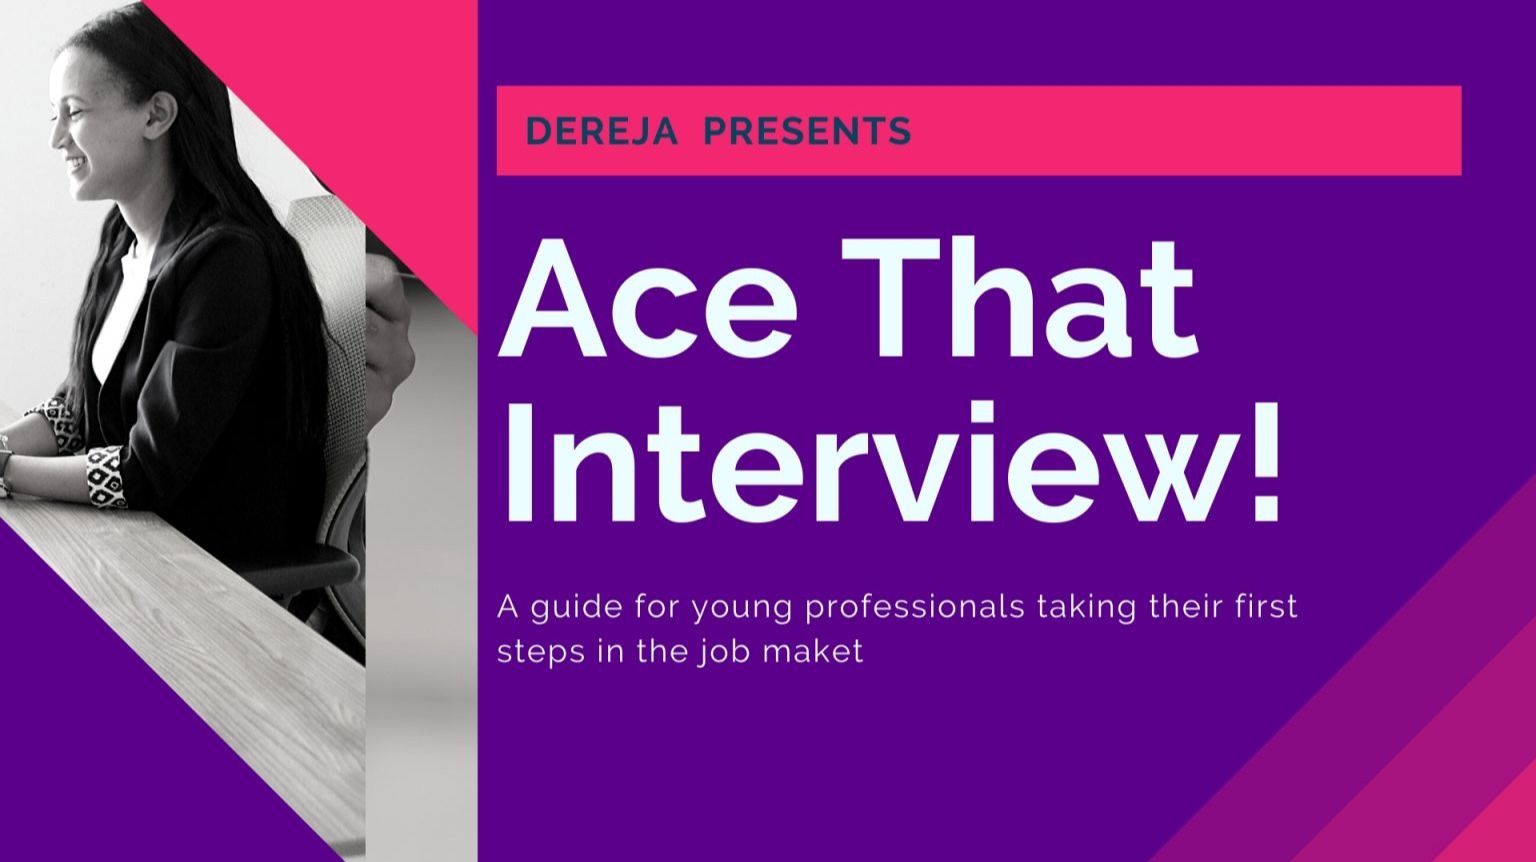 DEREJA PRESENTS
Ace That
Interview!
A guide for young professionals taking their first
steps in the job maket